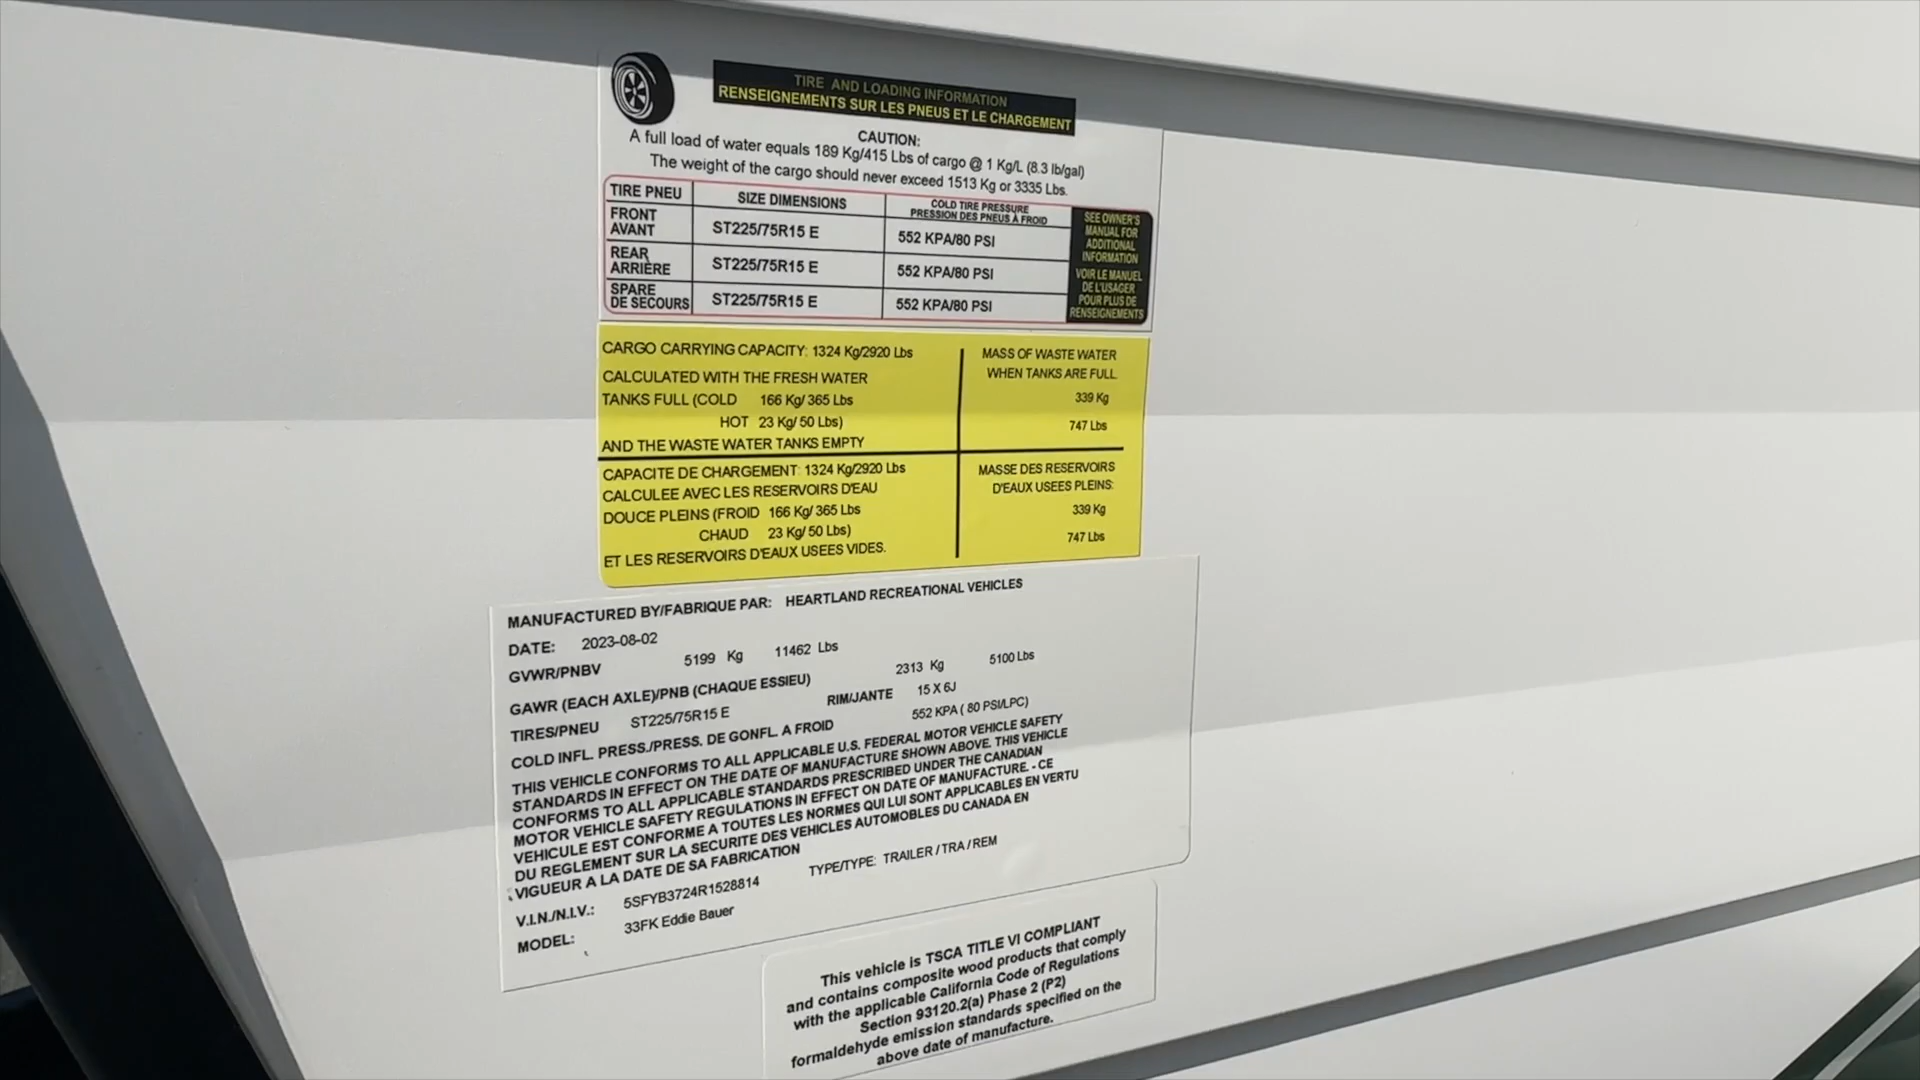 TIRE AND LOADING INFORMATION
RENSEIGNEMENTS SUR LES PNEUS ET LE CHARGEMENT
CAUTION:
A full load of water equals 189 Kg/415 Lbs of cargo @ 1 Kg/L (8.3 lb/gal)
The weight of the cargo should never exceed 1513 Kg or 3335 Lbs.
TIRE PNEU SIZE DIMENSIONS COLD TIRE PRESSURE
PRESSION DES PNEUS À FROID
FRONT
AVANT ST225/75R15 E 552 KPA/80 PSI
REAR
ARRIÈRE ST225/75R15 E 552 KPA/80 PSI
SPARE
DE SECOURS ST225/75R15 E 552 KPA/80 PSI
SEE OWNER'S
MANUAL FOR
ADDITIONAL
INFORMATION
VOIR LE MANUEL
DE L'USAGER
POUR PLUS DE
RENSEIGNEMENTS
CARGO CARRYING CAPACITY: 1324 Kg/2920 Lbs
CALCULATED WITH THE FRESH WATER
TANKS FULL (COLD 166 Kg/ 365 Lbs
HOT 23 Kg/ 50 Lbs)
AND THE WASTE WATER TANKS EMPTY
MASS OF WASTE WATER
WHEN TANKS ARE FULL.
339 Kg
747 Lbs
CAPACITE DE CHARGEMENT: 1324 Kg/2920 Lbs
CALCULEE AVEC LES RESERVOIRS D'EAU
DOUCE PLEINS (FROID 166 Kg/ 365 Lbs
CHAUD 23 Kg/ 50 Lbs)
ET LES RESERVOIRS D'EAUX USEES VIDES.
MASSE DES RESERVOIRS
D'EAUX USEES PLEINS:
339 Kg
747 Lbs
MANUFACTURED BY/FABRIQUE PAR: HEARTLAND RECREATIONAL VEHICLES
DATE: 2023-08-02
GVWR/PNBV 5199 Kg 11462 Lbs
GAWR (EACH AXLE)/PNB (CHAQUE ESSIEU) 2313 Kg 5100 Lbs
TIRES/PNEU ST225/75R15 E RIM/JANTE 15 X 6J
COLD INFL. PRESS./PRESS. DE GONFL. A FROID 552 KPA ( 80 PSI/LPC)
THIS VEHICLE CONFORMS TO ALL APPLICABLE U.S. FEDERAL MOTOR VEHICLE SAFETY
STANDARDS IN EFFECT ON THE DATE OF MANUFACTURE SHOWN ABOVE. THIS VEHICLE
CONFORMS TO ALL APPLICABLE STANDARDS PRESCRIBED UNDER THE CANADIAN
MOTOR VEHICLE SAFETY REGULATIONS IN EFFECT ON DATE OF MANUFACTURE. - CE
VEHICULE EST CONFORME A TOUTES LES NORMES QUI LUI SONT APPLICABLES EN VERTU
DU REGLEMENT SUR LA SECURITE DES VEHICLES AUTOMOBILES DU CANADA EN
VIGUEUR A LA DATE DE SA FABRICATION
V.I.N./N.I.V.: 5SFYB3724R1528814 TYPE/TYPE: TRAILER / TRA / REM
MODEL: 33FK Eddie Bauer
This vehicle is TSCA TITLE VI COMPLIANT
and contains composite wood products that comply
with the applicable California Code of Regulations
Section 93120.2(a) Phase 2 (P2)
formaldehyde emission standards specified on the
above date of manufacture.